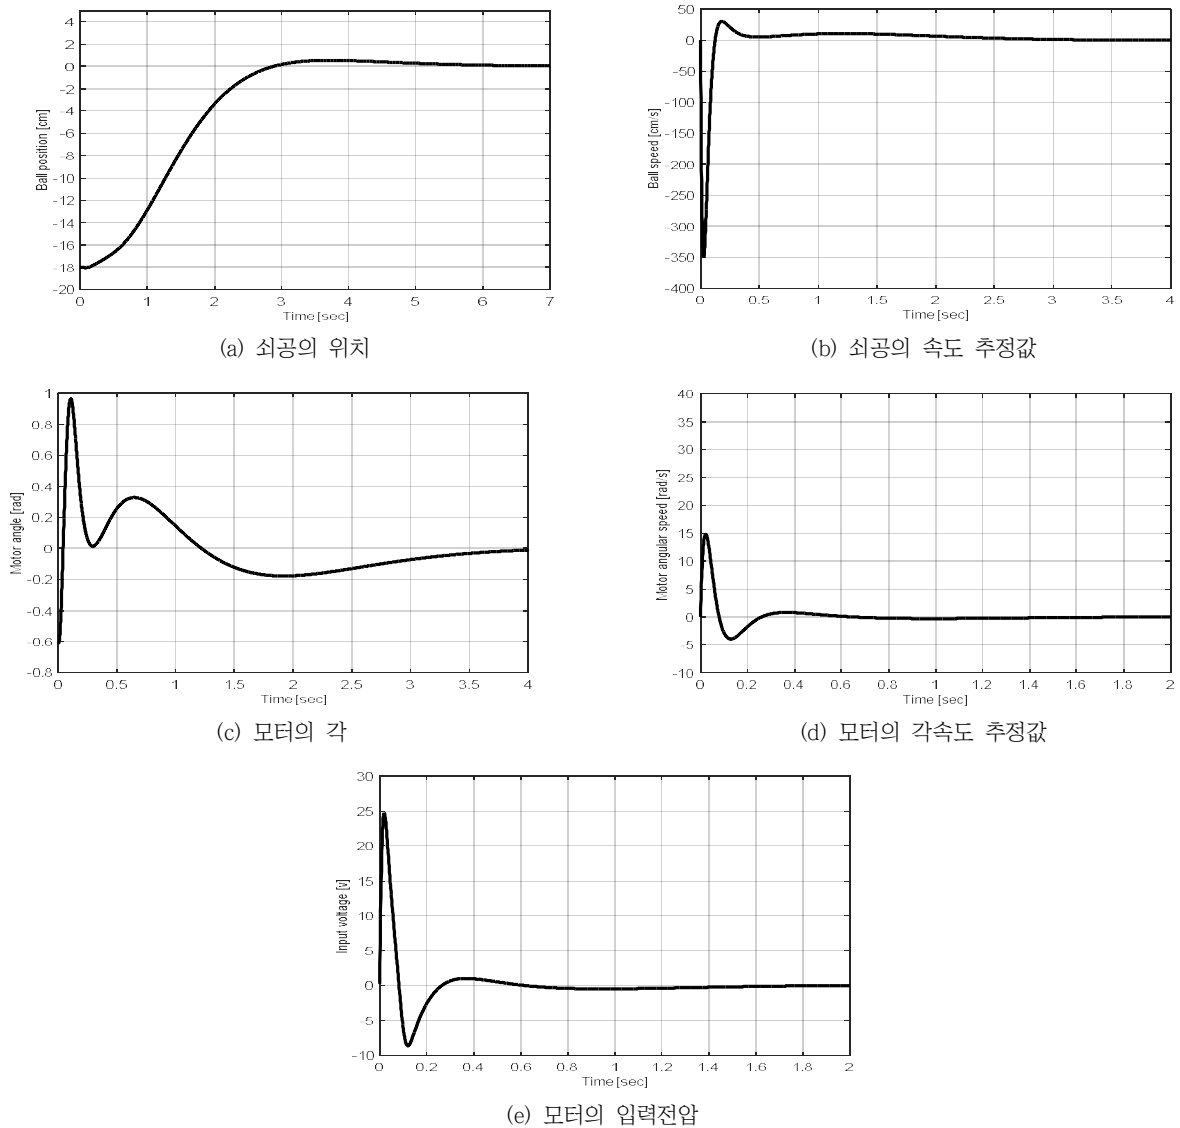 4
2
0
-2
-4
-6
-8
-10
-12
-14
-16
-18
-20
Ball position [cm]
0 1 2 3 4 5 6 7
Time[sec]
(a) 쇠공의 위치
50
0
-50
-100
-150
-200
-250
-300
-350
-400
Ball speed [cm/s]
0 0.5 1 1.5 2 2.5 3 3.5 4
Time [sec]
(b) 쇠공의 속도 추정값
1
0.8
0.6
0.4
0.2
0
-0.2
-0.4
-0.6
-0.8
Motor angle [rad]
0 0.5 1 1.5 2 2.5 3 3.5 4
Time[sec]
(c) 모터의 각
40
35
30
25
20
15
10
5
0
-5
-10
Motor angular speed [rad/s]
0 0.2 0.4 0.6 0.8 1 1.2 1.4 1.6 1.8 2
Time [sec]
(d) 모터의 각속도 추정값
30
25
20
15
10
5
0
-5
-10
Input voltage [v]
0 0.2 0.4 0.6 0.8 1 1.2 1.4 1.6 1.8 2
Time [sec]
(e) 모터의 입력전압